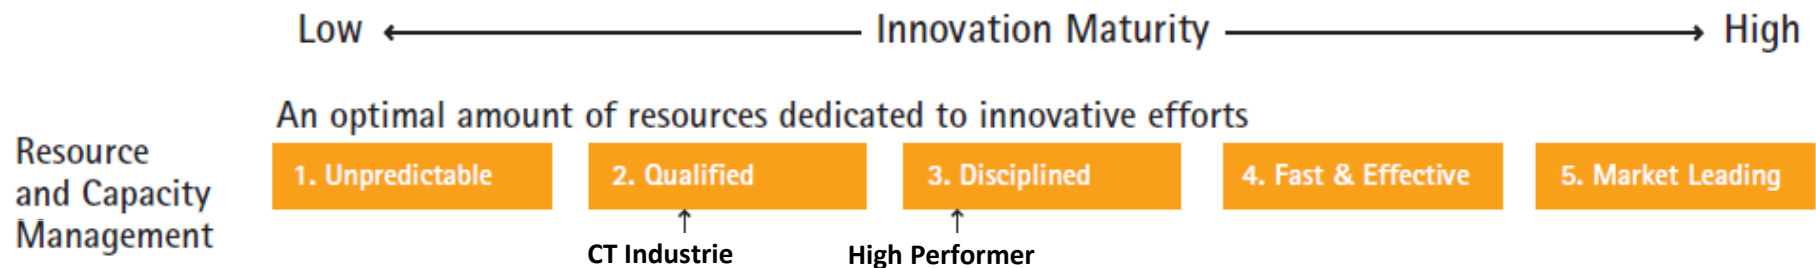 Low Innovation Maturity High
An optimal amount of resources dedicated to innovative efforts
Resource
and Capacity
Management
1. Unpredictable 2. Qualified 3. Disciplined 4. Fast & Effective 5. Market Leading
CT Industrie High Performer